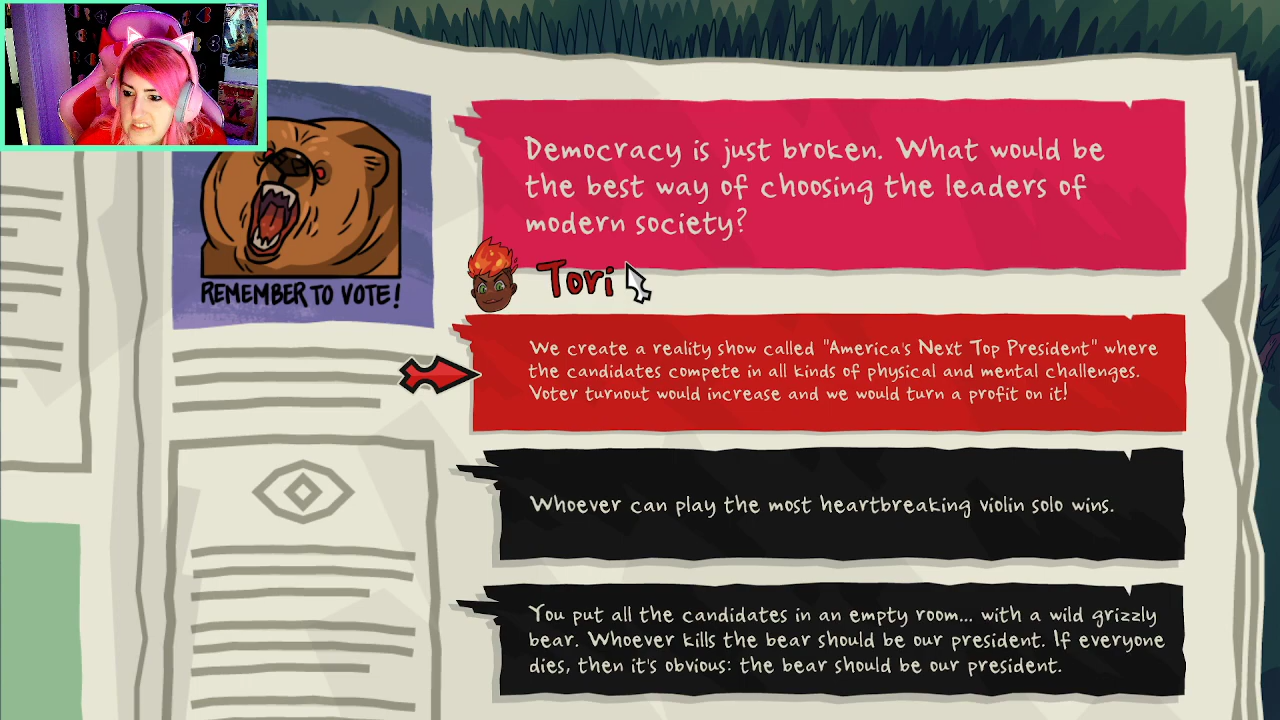 Democracy is just broken. What would be
the best way of choosing the leaders of
modern society?
REMEMBER TO VOTE!
Tori
We create a reality show called "America's Next Top President" where
the candidates compete in all kinds of physical and mental challenges.
Voter turnout would increase and we would turn a profit on it!
Whoever can play the most heartbreaking violin solo wins.
You put all the candidates in an empty room... with a wild grizzly
bear. Whoever kills the bear should be our president. If everyone
dies, then it's obvious: the bear should be our president.